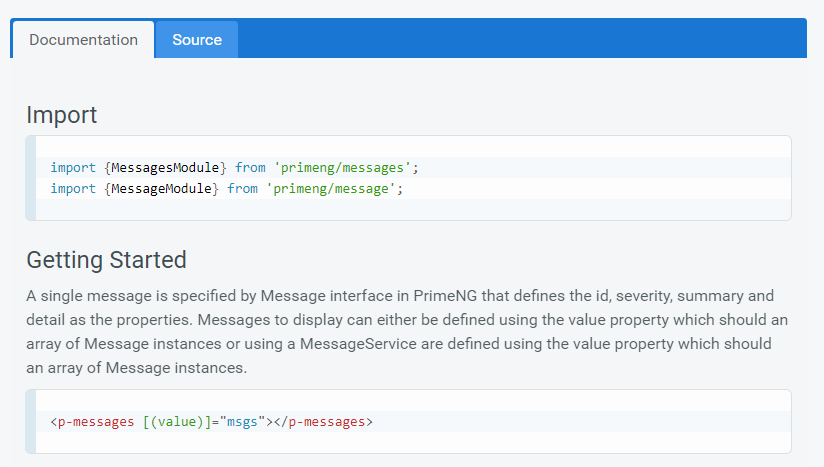 Documentation Source
Import
import {MessagesModule} from 'primeng/messages';
import {MessageModule} from 'primeng/message';
Getting Started
A single message is specified by Message interface in PrimeNG that defines the id, severity, summary and
detail as the properties. Messages to display can either be defined using the value property which should an
array of Message instances or using a MessageService are defined using the value property which should
an array of Message instances.
<p-messages [(value)]="msgs"></p-messages>